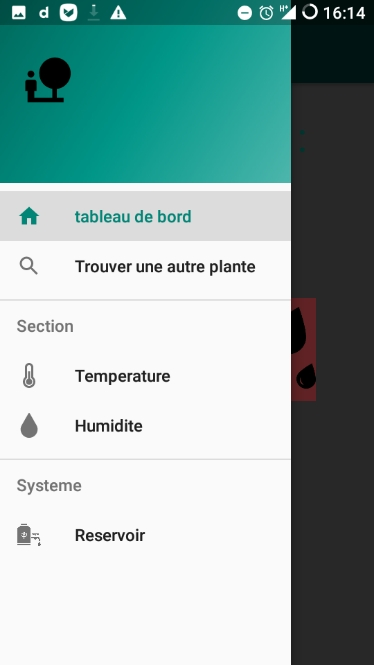 H+ 16:14
tableau de bord
Trouver une autre plante
Section
Temperature
Humidite
Systeme
Reservoir